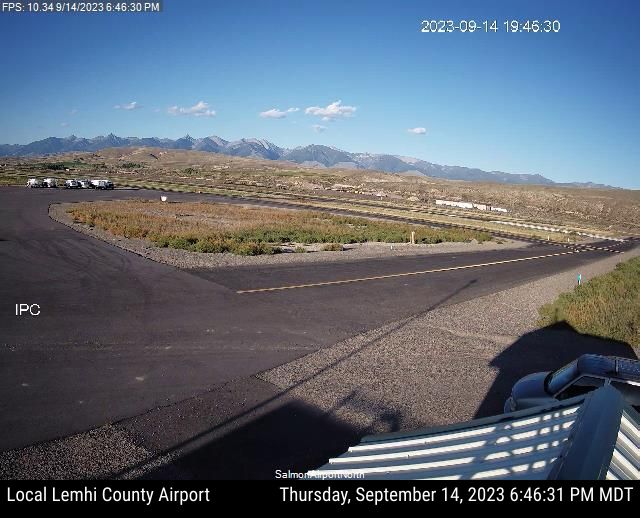 FPS: 10.34 9/14/2023 6:46:30 PM
2023-09-14 19:46:30
IPC
SalmonAirportNorth
Local Lemhi County Airport Thursday, September 14, 2023 6:46:31 PM MDT